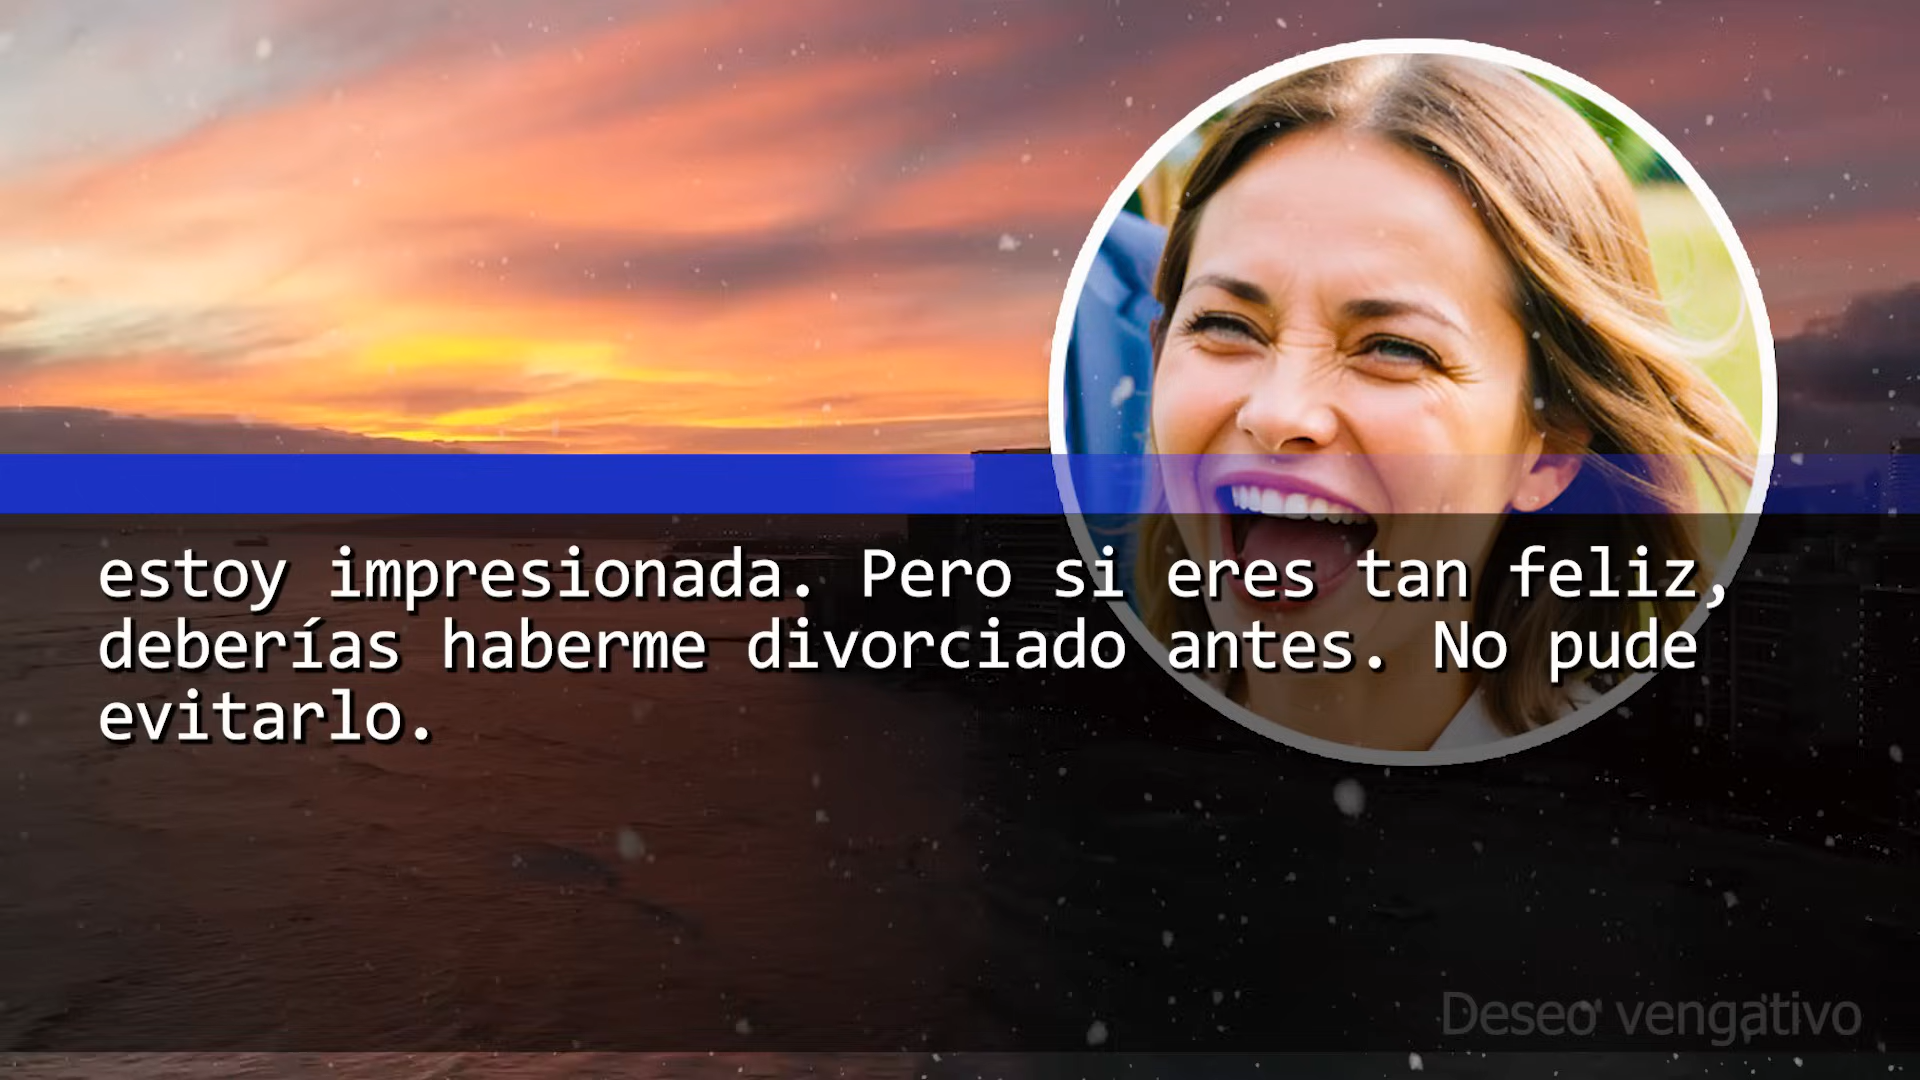 estoy impresionada. Pero si eres tan feliz,
deberías haberme divorciado antes. No pude
evitarlo.
Deseo vengativo